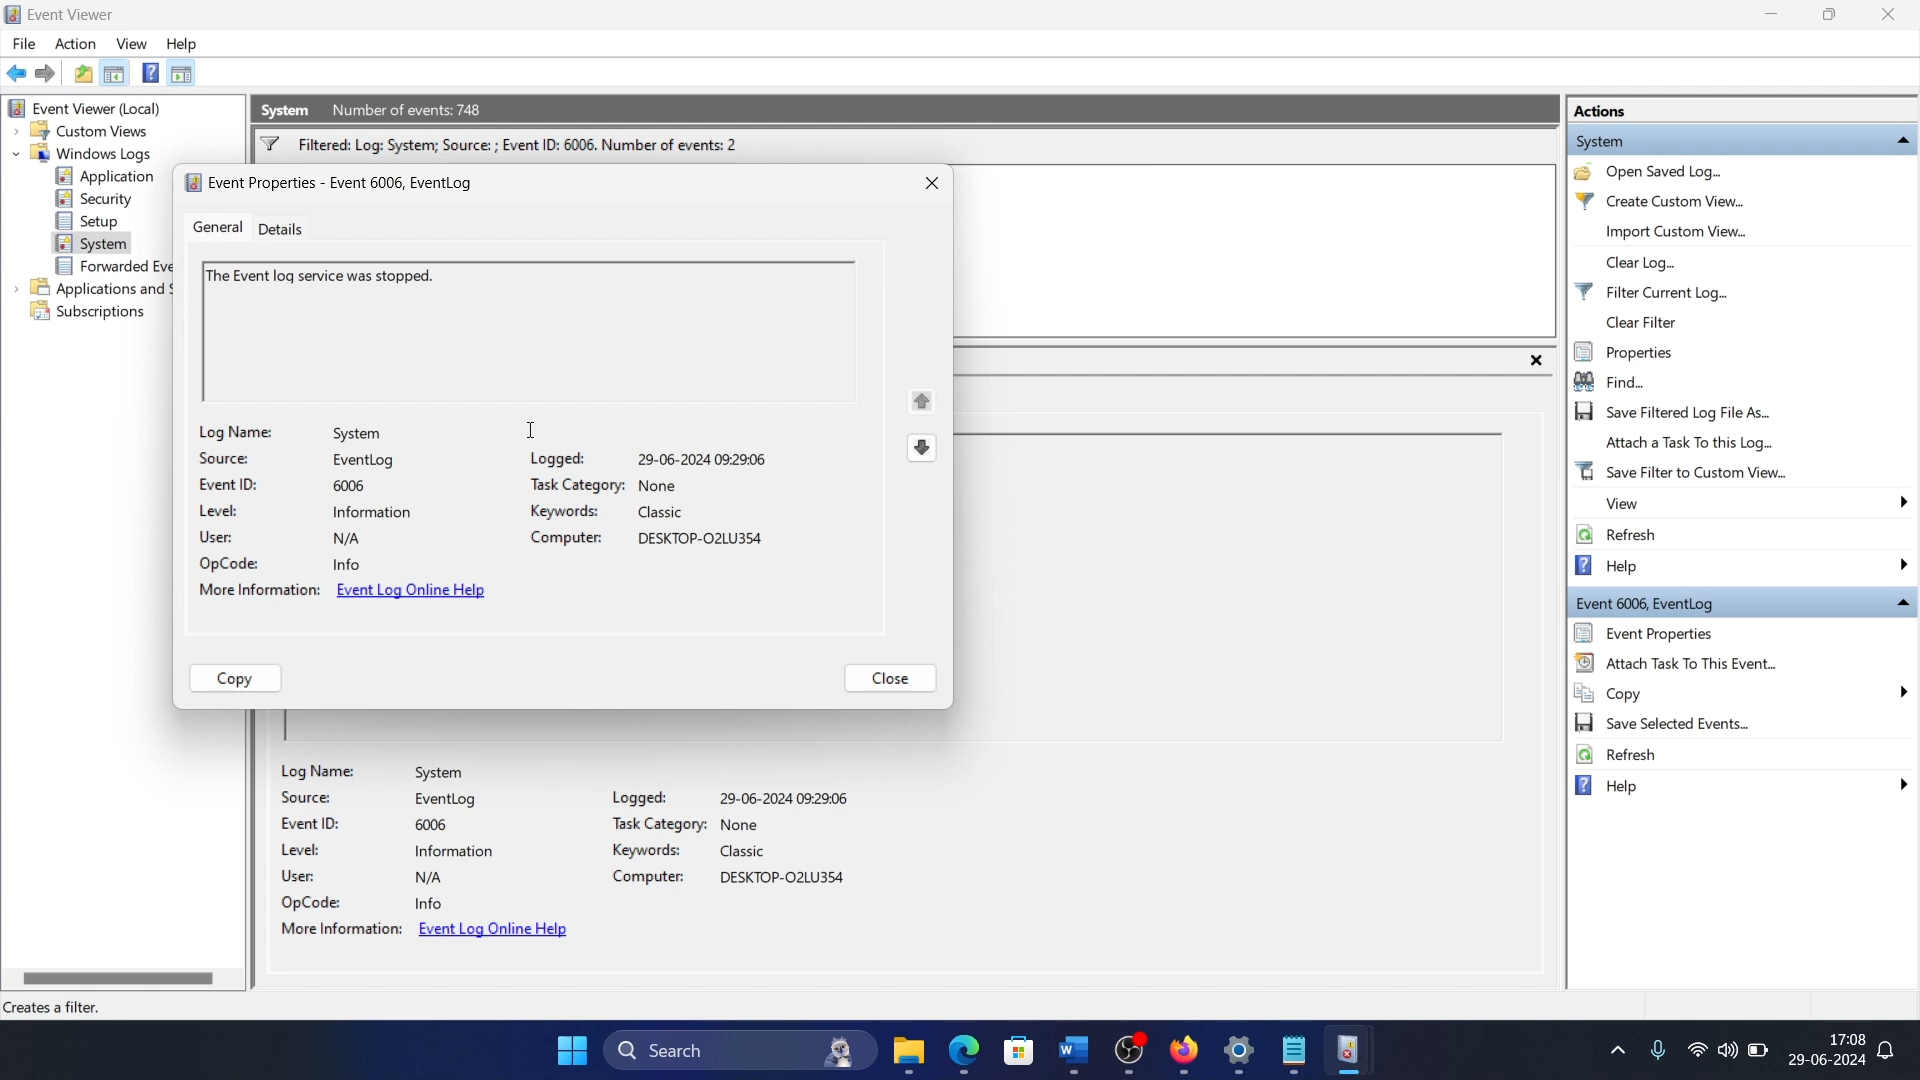 Event Viewer
File Action View Help
Event Viewer (Local)
Custom Views
Windows Logs
Application
Security
Setup
System
Forwarded Eve
Applications and S
Subscriptions
System Number of events: 748
Filtered: Log: System; Source: ; Event ID: 6006. Number of events: 2
Event Properties - Event 6006, EventLog
General Details
The Event log service was stopped.
Log Name: System
Source: EventLog Logged: 29-06-2024 09:29:06
Event ID: 6006 Task Category: None
Level: Information Keywords: Classic
User: N/A Computer: DESKTOP-O2LU354
OpCode: Info
More Information: Event Log Online Help
Copy Close
Log Name: System
Source: EventLog Logged: 29-06-2024 09:29:06
Event ID: 6006 Task Category: None
Level: Information Keywords: Classic
User: N/A Computer: DESKTOP-O2LU354
OpCode: Info
More Information: Event Log Online Help
Actions
System
Open Saved Log...
Create Custom View...
Import Custom View...
Clear Log...
Filter Current Log...
Clear Filter
Properties
Find...
Save Filtered Log File As...
Attach a Task To this Log...
Save Filter to Custom View...
View
Refresh
Help
Event 6006, EventLog
Event Properties
Attach Task To This Event...
Copy
Save Selected Events...
Refresh
Help
Creates a filter.
Search
17:08
29-06-2024